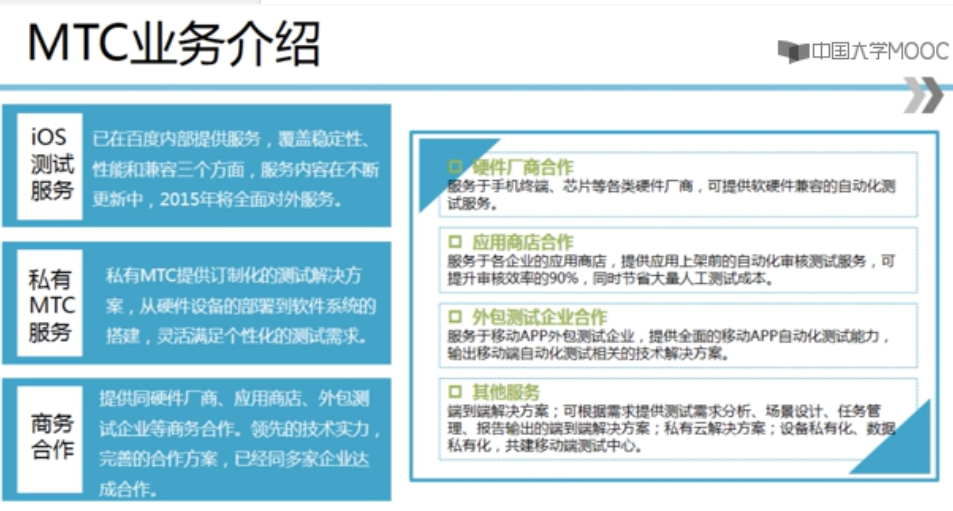 MTC业务介绍
中国大学MOOC
iOS
测试
服务
已在百度内部提供服务，覆盖稳定性、
性能和兼容三个方面，服务内容在不断
更新中，2015年将全面对外服务。
私有
MTC
服务
私有MTC提供订制化的测试解决方
案，从硬件设备的部署到软件系统的
搭建，灵活满足个性化的测试需求。
商务
合作
提供同硬件厂商、应用商店、外包测
试企业等商务合作。领先的技术实力，
完善的合作方案，已经同多家企业达
成合作。
硬件厂商合作
服务于手机终端、芯片等各类硬件厂商，可提供软硬件兼容的自动化测
试服务。
应用商店合作
服务于各企业的应用商店，提供应用上架前的自动化审核测试服务，可
提升审核效率的90%，同时节省大量人工测试成本。
外包测试企业合作
服务于移动APP外包测试企业，提供全面的移动APP自动化测试能力，
输出移动端自动化测试相关的技术解决方案。
其他服务
端到端解决方案；可根据需求提供测试需求分析、场景设计、任务管
理、报告输出的端到端解决方案；私有云解决方案；设备私有化、数据
私有化，共建移动端测试中心。